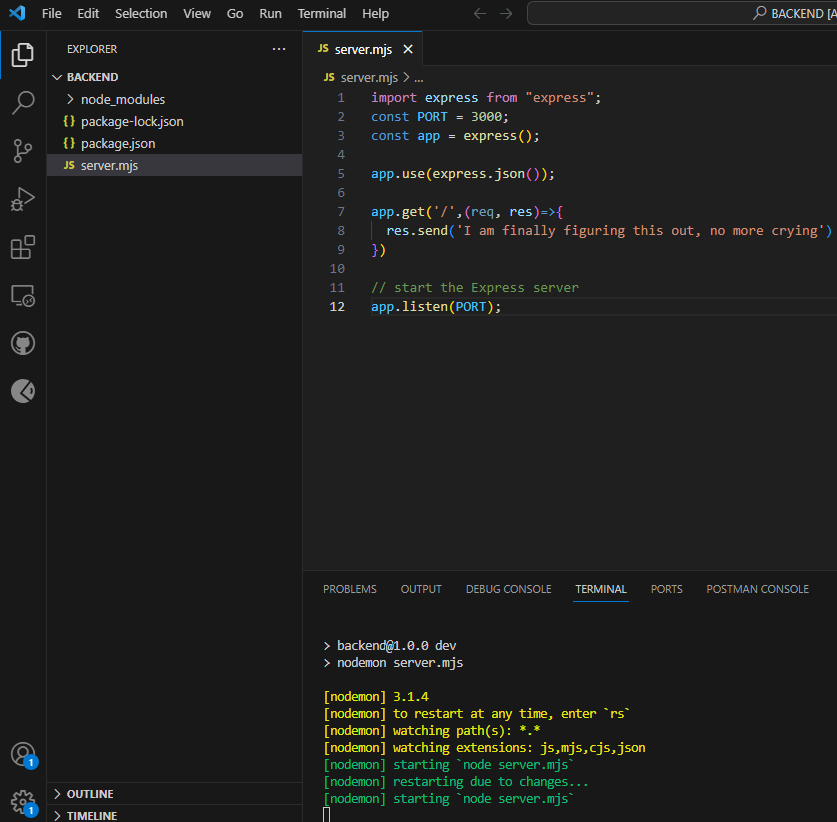 File Edit Selection View Go Run Terminal Help
BACKEND [A
EXPLORER
BACKEND
node_modules
{} package-lock.json
{} package.json
JS server.mjs
JS server.mjs
JS server.mjs > ...
1 import express from "express";
2 const PORT = 3000;
3 const app = express();
4
5 app.use(express.json());
6
7 app.get('/',(req, res)=>{
8 res.send('I am finally figuring this out, no more crying')
9 })
10
11 // start the Express server
12 app.listen(PORT);
PROBLEMS OUTPUT DEBUG CONSOLE TERMINAL PORTS POSTMAN CONSOLE
> backend@1.0.0 dev
> nodemon server.mjs
[nodemon] 3.1.4
[nodemon] to restart at any time, enter `rs`
[nodemon] watching path(s): *.*
[nodemon] watching extensions: js,mjs,cjs,json
[nodemon] starting `node server.mjs`
[nodemon] restarting due to changes...
[nodemon] starting `node server.mjs`
1
1
OUTLINE
TIMELINE